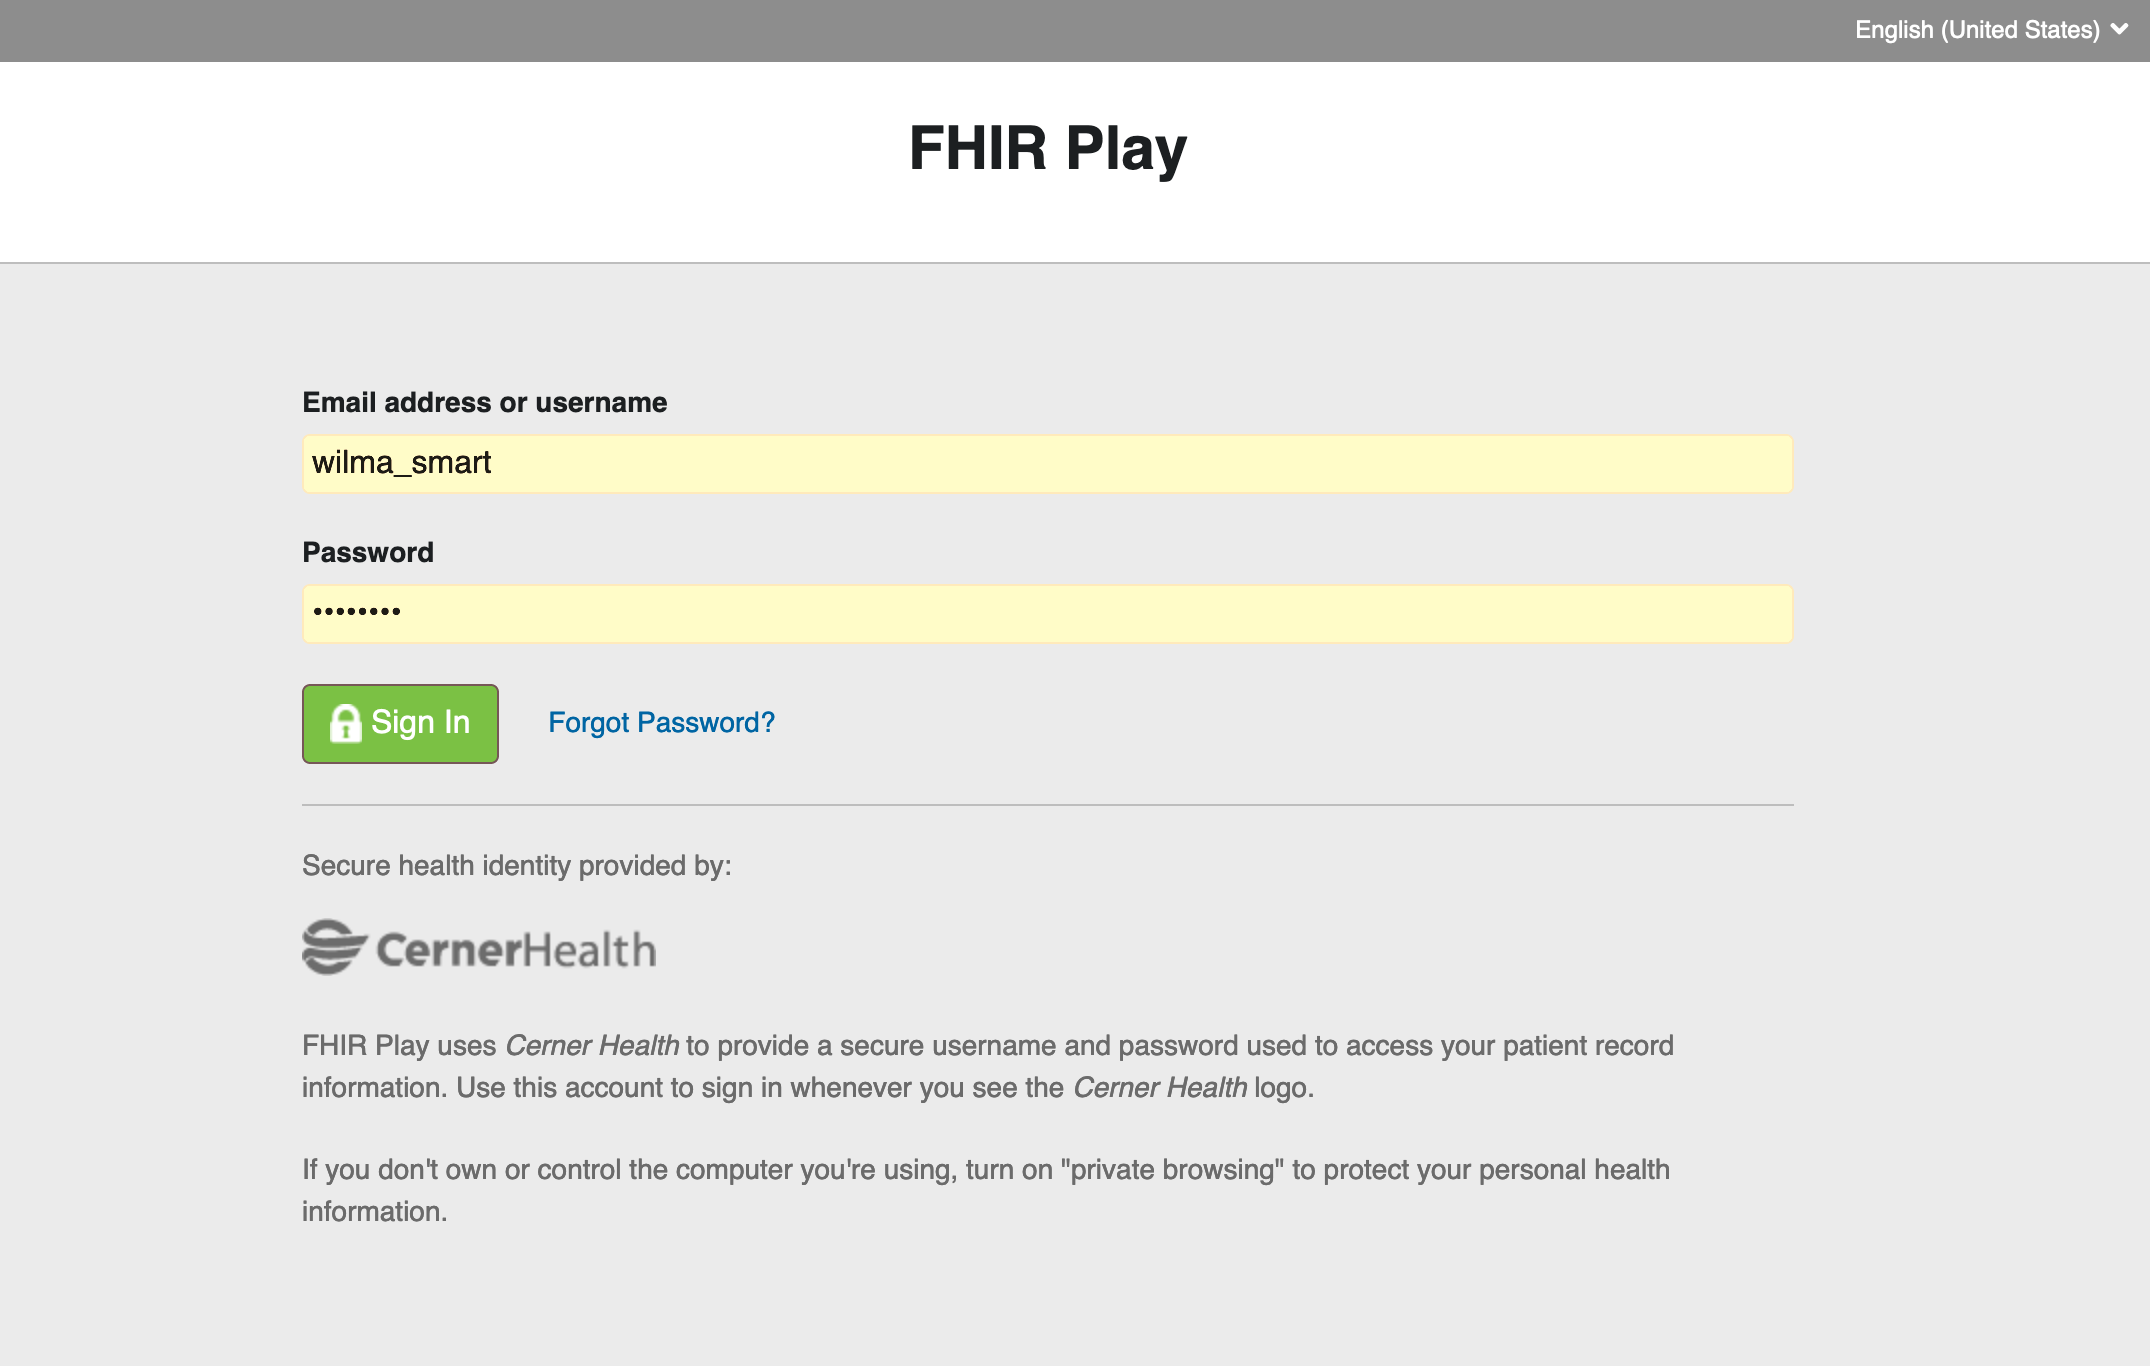 English (United States)
FHIR Play
Email address or username
wilma_smart
Password
••••••••
Sign In
Forgot Password?
Secure health identity provided by:
CernerHealth
FHIR Play uses Cerner Health to provide a secure username and password used to access your patient record
information. Use this account to sign in whenever you see the Cerner Health logo.
If you don't own or control the computer you're using, turn on "private browsing" to protect your personal health
information.